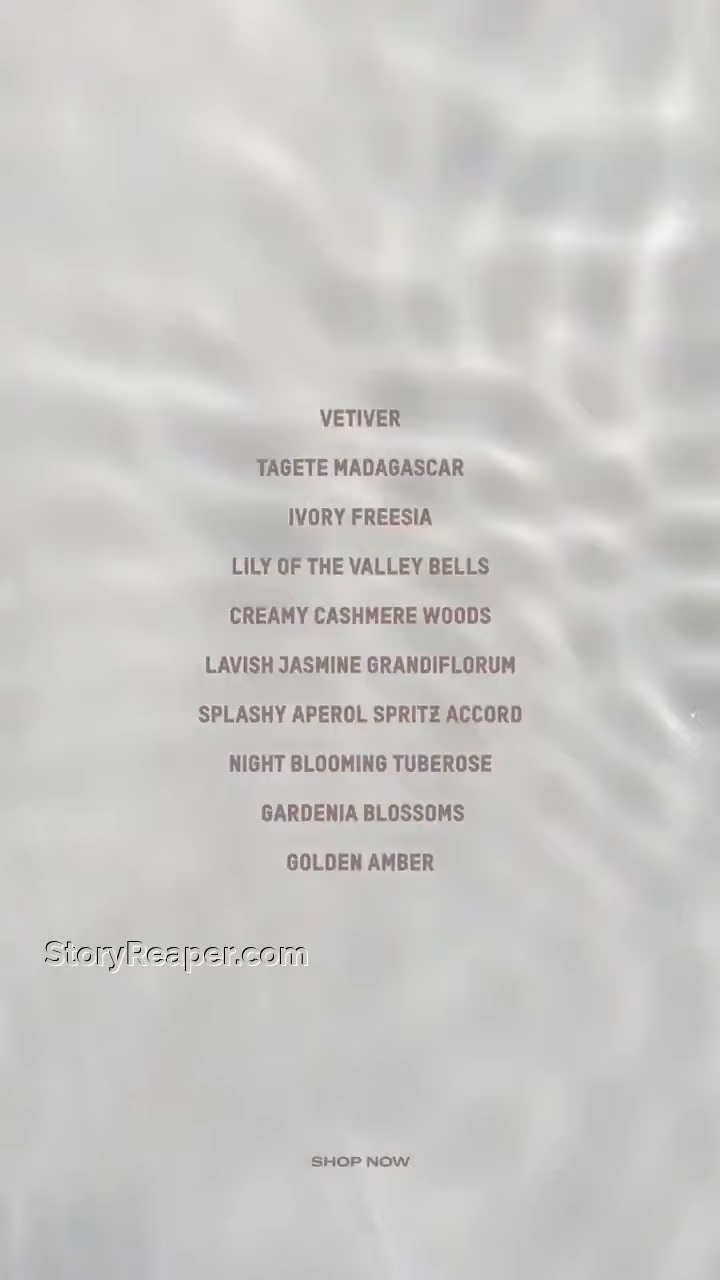 VETIVER
TAGETE MADAGASCAR
IVORY FREESIA
LILY OF THE VALLEY BELLS
CREAMY CASHMERE WOODS
LAVISH JASMINE GRANDIFLORUM
SPLASHY APEROL SPRITZ ACCORD
NIGHT BLOOMING TUBEROSE
GARDENIA BLOSSOMS
GOLDEN AMBER
StoryReaper.com
SHOP NOW